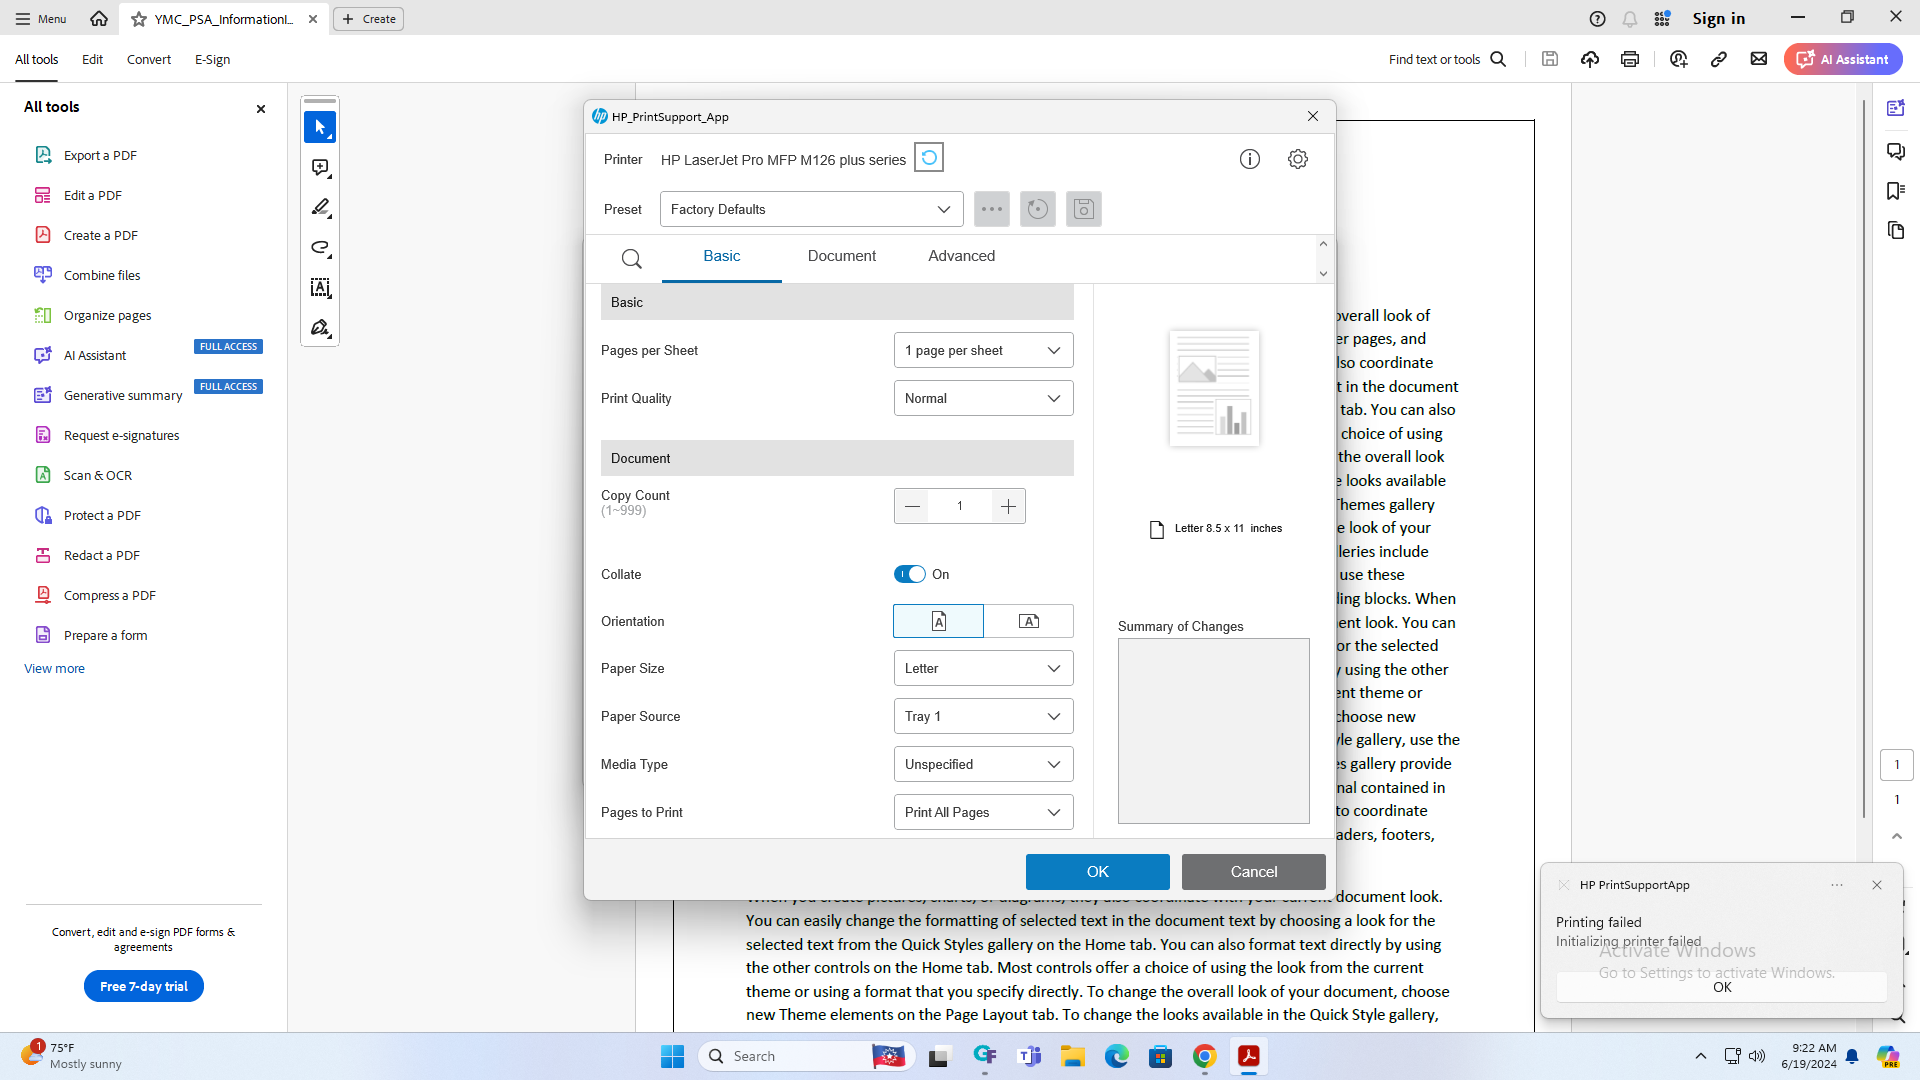 Menu
YMC_PSA_InformationI...
Create
Sign in
All tools
Edit
Convert
E-Sign
Find text or tools
AI Assistant
All tools
Export a PDF
Edit a PDF
Create a PDF
Combine files
Organize pages
AI Assistant
FULL ACCESS
Generative summary
FULL ACCESS
Request e-signatures
Scan & OCR
Protect a PDF
Redact a PDF
Compress a PDF
Prepare a form
View more
Convert, edit and e-sign PDF forms &
agreements
Free 7-day trial
HP_PrintSupport_App
Printer
HP LaserJet Pro MFP M126 plus series
Preset
Factory Defaults
Basic
Document
Advanced
Basic
Pages per Sheet
1 page per sheet
Print Quality
Normal
Document
Copy Count
(1~999)
1
Collate
On
Orientation
Paper Size
Letter
Paper Source
Tray 1
Media Type
Unspecified
Pages to Print
Print All Pages
Letter 8.5 x 11 inches
Summary of Changes
OK
Cancel
overall look of
er pages, and
lso coordinate
t in the document
tab. You can also
choice of using
the overall look
e looks available
Themes gallery
e look of your
lleries include
use these
ling blocks. When
ent look. You can
or the selected
y using the other
ent theme or
choose new
le gallery, use the
es gallery provide
nal contained in
to coordinate
aders, footers,
When you create pictures, charts, or diagrams, they also coordinate with your current document look.
You can easily change the formatting of selected text in the document text by choosing a look for the
selected text from the Quick Styles gallery on the Home tab. You can also format text directly by using
the other controls on the Home tab. Most controls offer a choice of using the look from the current
theme or using a format that you specify directly. To change the overall look of your document, choose
new Theme elements on the Page Layout tab. To change the looks available in the Quick Style gallery,
1
1
HP PrintSupportApp
Printing failed
Initializing printer failed
Activate Windows
Go to Settings to activate Windows.
OK
1
75°F
Mostly sunny
Search
9:22 AM
6/19/2024
PRE